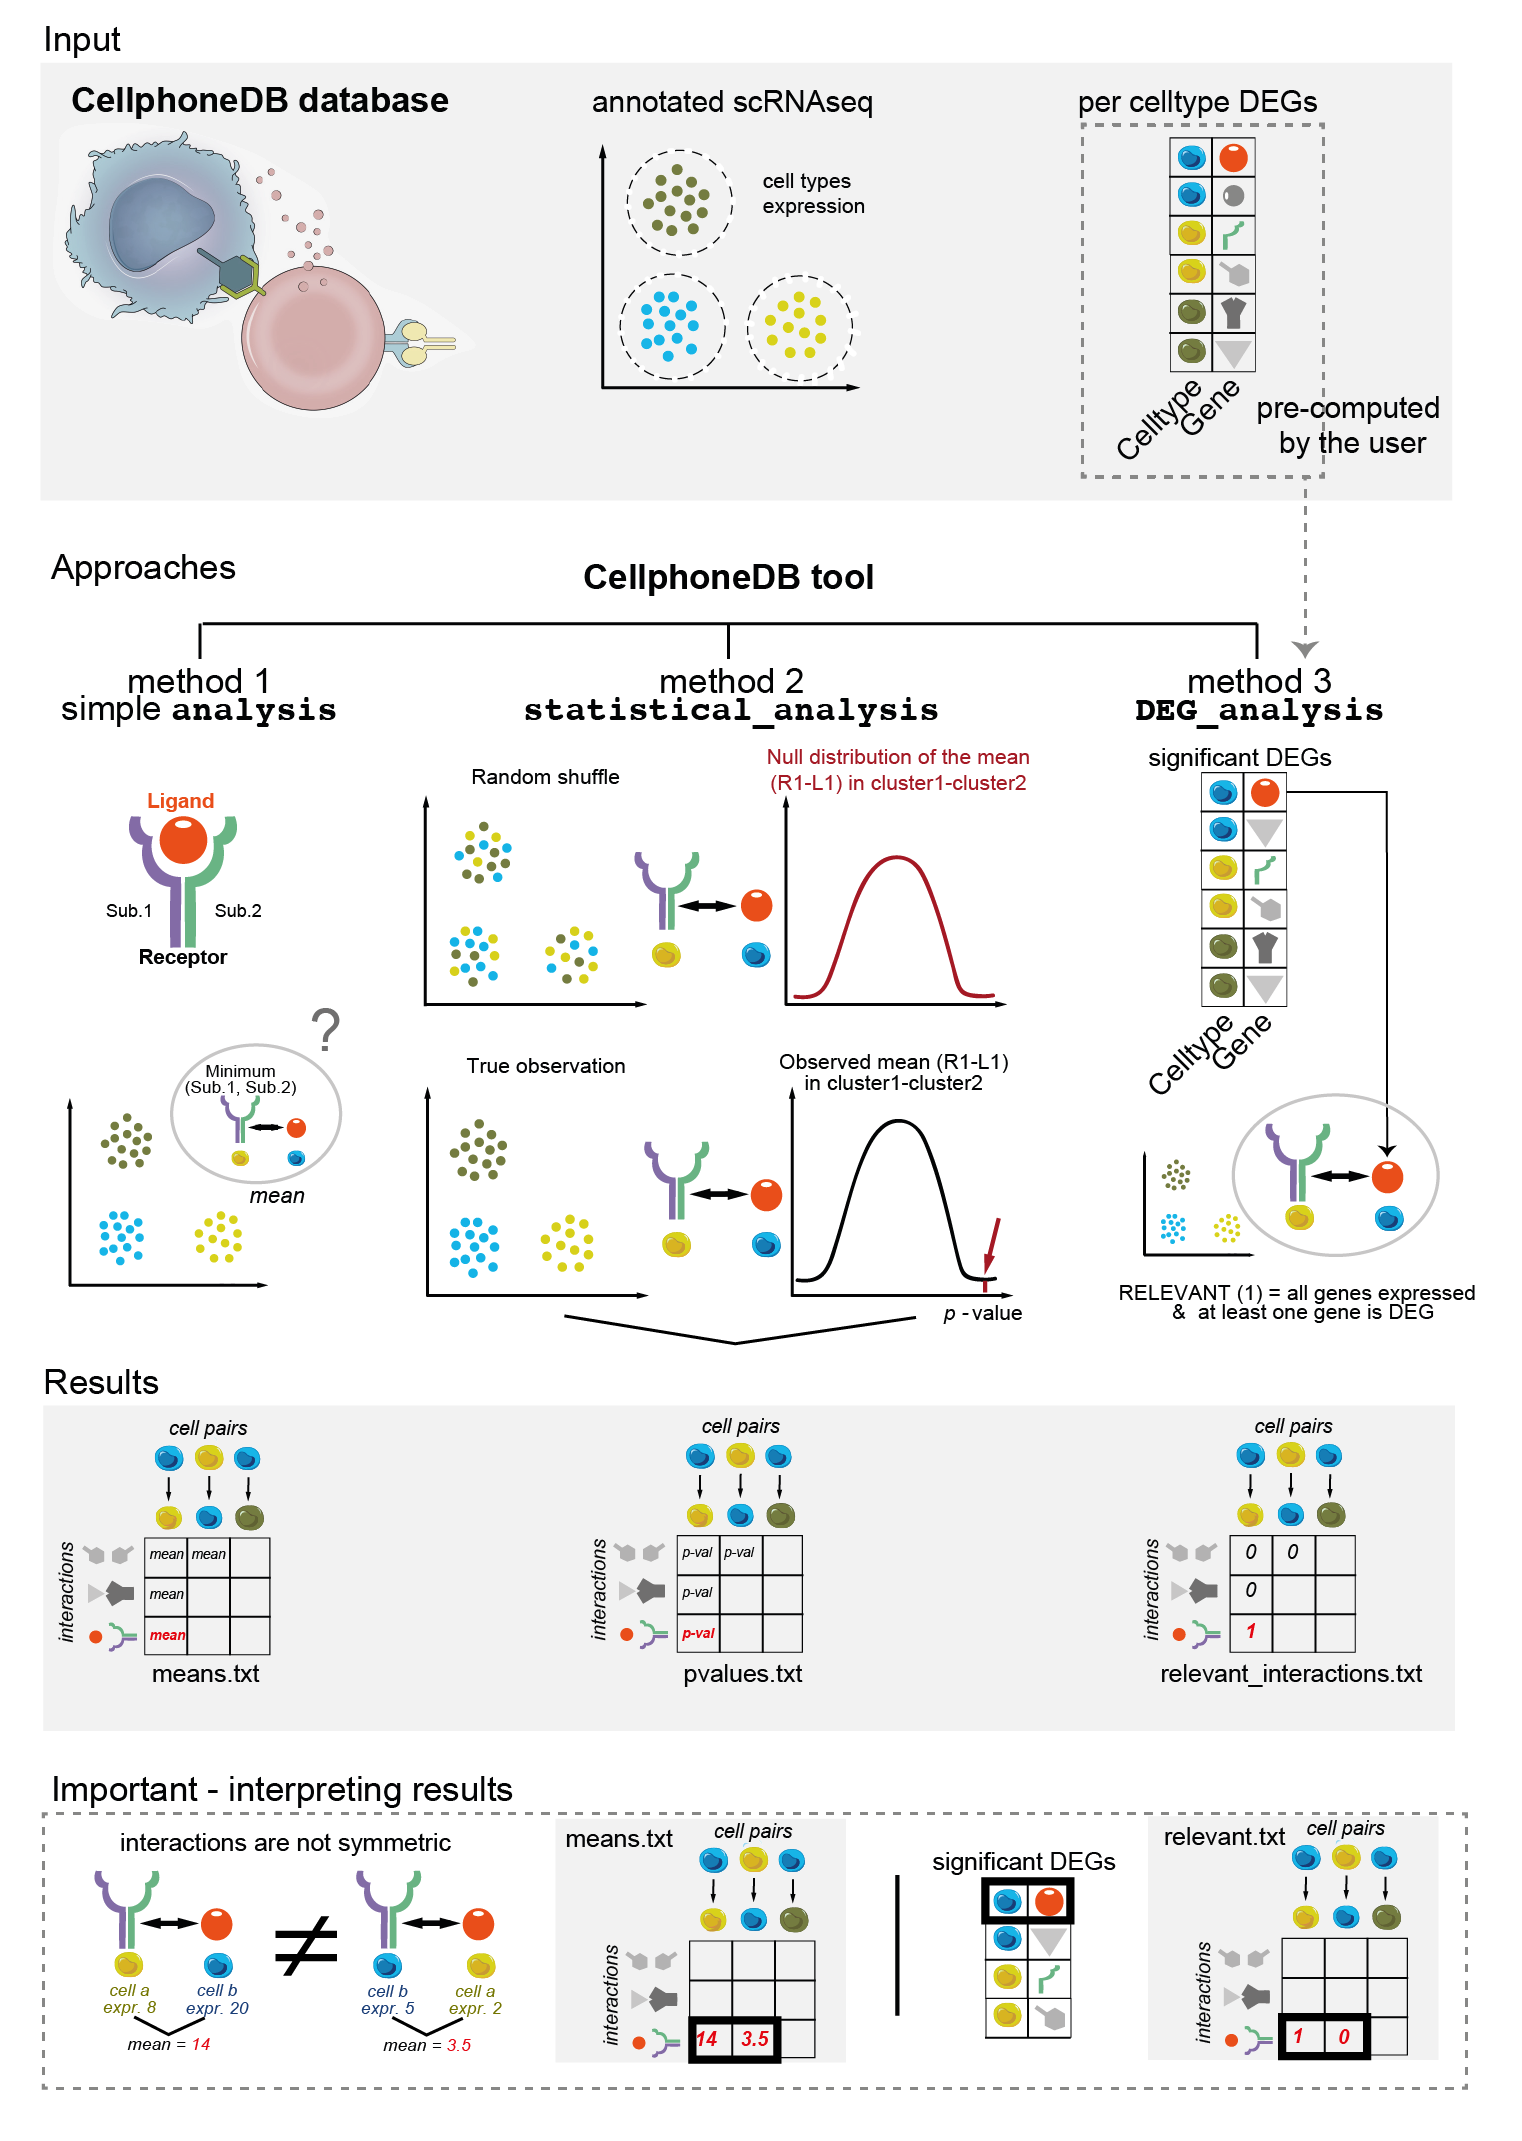 Input
CellphoneDB database
annotated scRNAseq
per celltype DEGs
cell types
expression
Celltype
Gene
pre-computed
by the user
Approaches
CellphoneDB tool
method 1
simple analysis
method 2
statistical_analysis
method 3
DEG_analysis
Ligand
Sub.1
Sub.2
Receptor
?
Minimum
(Sub.1, Sub.2)
mean
Random shuffle
Null distribution of the mean
(R1-L1) in cluster1-cluster2
True observation
Observed mean (R1-L1)
in cluster1-cluster2
p - value
significant DEGs
Celltype
Gene
RELEVANT (1) = all genes expressed
& at least one gene is DEG
Results
cell pairs
interactions
mean mean
mean
mean
means.txt
cell pairs
interactions
p-val p-val
p-val
p-val
pvalues.txt
cell pairs
interactions
0 0
0
1
relevant_interactions.txt
Important - interpreting results
interactions are not symmetric
≠
cell a
expr. 8
cell b
expr. 20
mean = 14
cell b
expr. 5
cell a
expr. 2
mean = 3.5
means.txt
cell pairs
interactions
14 3.5
significant DEGs
relevant.txt
cell pairs
interactions
1 0